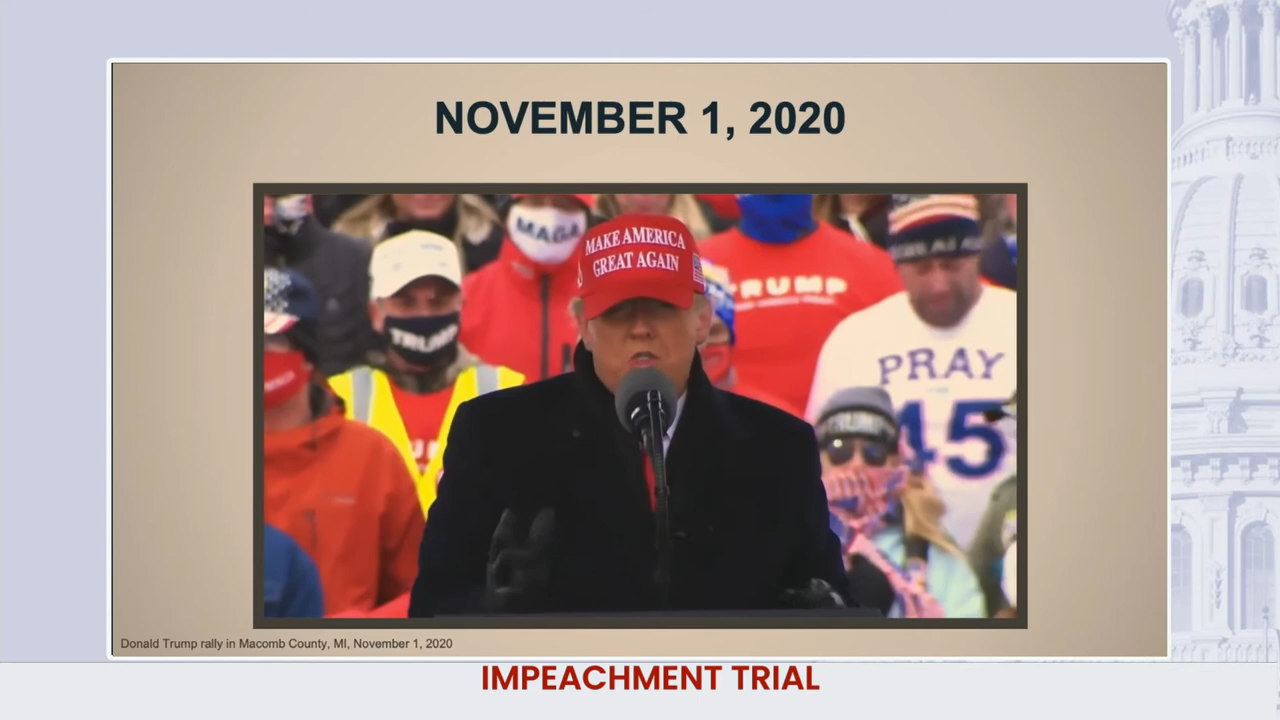 NOVEMBER 1, 2020
MAGA
MAKE AMERICA
GREAT AGAIN
TRUMP
TRUMP
PRAY
45
TRUMP
Donald Trump rally in Macomb County, MI, November 1, 2020
IMPEACHMENT TRIAL